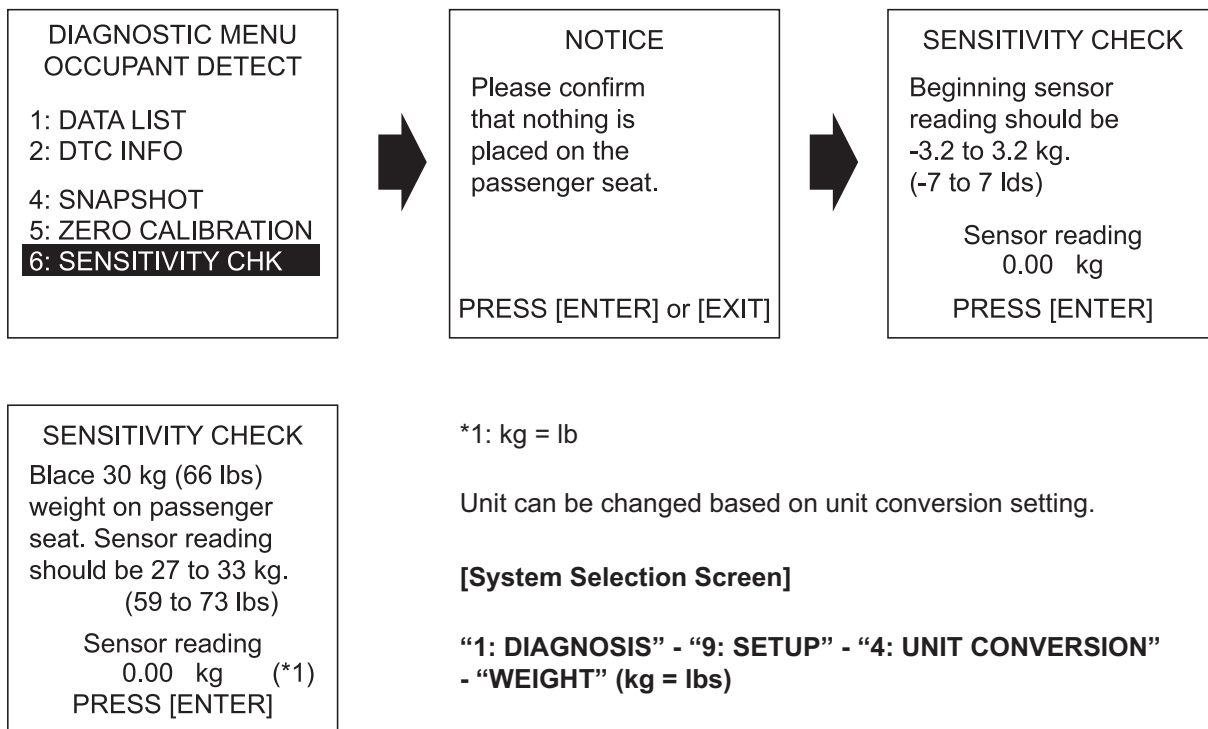 DIAGNOSTIC MENU
OCCUPANT DETECT
1: DATA LIST
2: DTC INFO
4: SNAPSHOT
5: ZERO CALIBRATION
6: SENSITIVITY CHK
NOTICE
Please confirm
that nothing is
placed on the
passenger seat.
PRESS [ENTER] or [EXIT]
SENSITIVITY CHECK
Beginning sensor
reading should be
-3.2 to 3.2 kg.
(-7 to 7 lds)
Sensor reading
0.00 kg
PRESS [ENTER]
SENSITIVITY CHECK
Blace 30 kg (66 lbs)
weight on passenger
seat. Sensor reading
should be 27 to 33 kg.
(59 to 73 lbs)
Sensor reading
0.00 kg (*1)
PRESS [ENTER]
*1: kg = lb
Unit can be changed based on unit conversion setting.
[System Selection Screen]
“1: DIAGNOSIS” - “9: SETUP” - “4: UNIT CONVERSION”
- “WEIGHT” (kg = lbs)